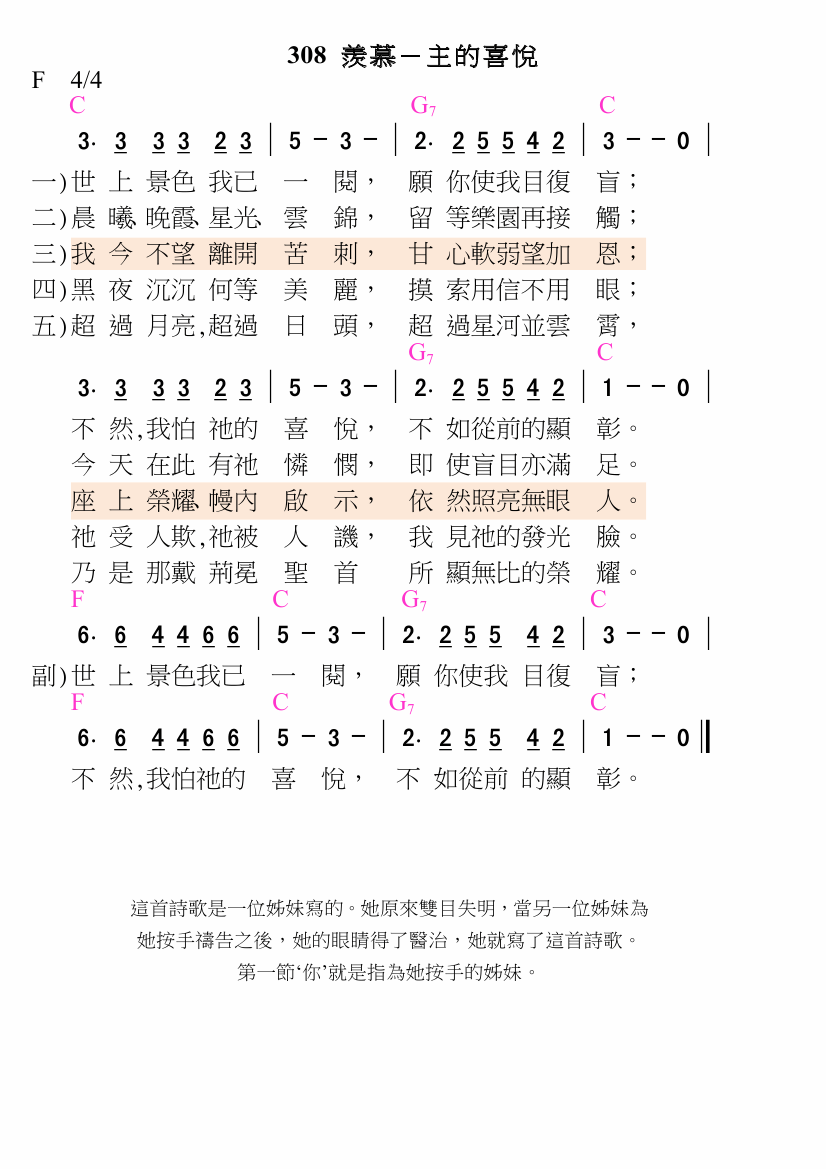 308 羨慕－主的喜悅
F 4/4
C G7 C
3. 3 3 3 2 3 | 5 － 3 － | 2. 2 5 5 4 2 | 3 － － 0 |
一)世 上 景色 我已 一 閱， 願 你使我目復 盲；
二)晨 曦、晚霞、星光、雲 錦， 留 等樂園再接 觸；
三)我 今 不望 離開 苦 刺， 甘 心軟弱望加 恩；
四)黑 夜 沉沉 何等 美 麗， 摸 索用信不用 眼；
五)超 過 月亮,超過 日 頭， 超 過星河並雲 霄，
G7 C
3. 3 3 3 2 3 | 5 － 3 － | 2. 2 5 5 4 2 | 1 － － 0 |
不 然,我怕 祂的 喜 悅， 不 如從前的顯 彰。
今 天 在此 有祂 憐 憫， 即 使盲目亦滿 足。
座 上 榮耀、幔內 啟 示， 依 然照亮無眼 人。
祂 受 人欺,祂被 人 譏， 我 見祂的發光 臉。
乃 是 那戴 荊冕 聖 首 所 顯無比的榮 耀。
F C G7 C
6. 6 4 4 6 6 | 5 － 3 － | 2. 2 5 5 4 2 | 3 － － 0 |
副)世 上 景色我已 一 閱， 願 你使我 目復 盲；
F C G7 C
6. 6 4 4 6 6 | 5 － 3 － | 2. 2 5 5 4 2 | 1 － － 0 ‖
不 然,我怕祂的 喜 悅， 不 如從前 的顯 彰。
這首詩歌是一位姊妹寫的。她原來雙目失明，當另一位姊妹為
她按手禱告之後，她的眼睛得了醫治，她就寫了這首詩歌。
第一節‘你’就是指為她按手的姊妹。